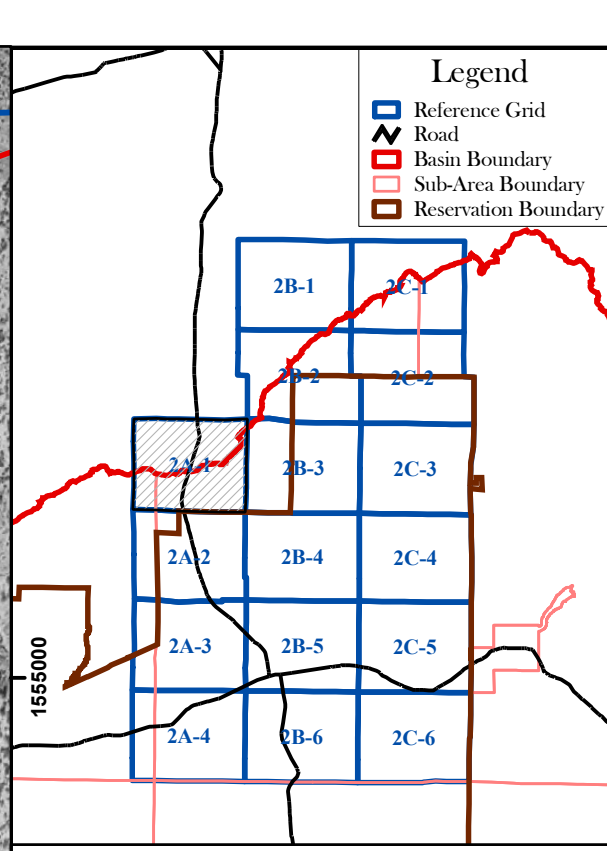 Legend
Reference Grid
Road
Basin Boundary
Sub-Area Boundary
Reservation Boundary
2B-1
2C-1
2B-2
2C-2
2A-1
2B-3
2C-3
2A-2
2B-4
2C-4
2A-3
2B-5
2C-5
1555000
2A-4
2B-6
2C-6